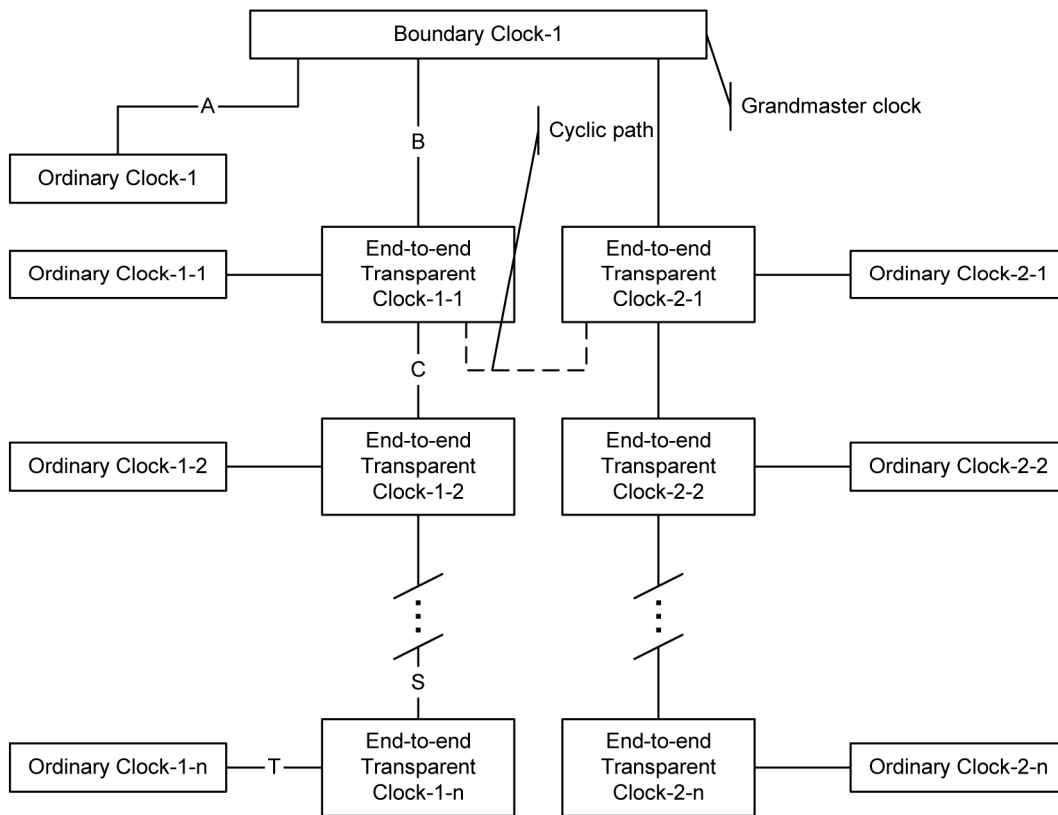 Boundary Clock-1
A
Grandmaster clock
Cyclic path
B
Ordinary Clock-1
Ordinary Clock-1-1
End-to-end
Transparent
Clock-1-1
End-to-end
Transparent
Clock-2-1
Ordinary Clock-2-1
C
Ordinary Clock-1-2
End-to-end
Transparent
Clock-1-2
End-to-end
Transparent
Clock-2-2
Ordinary Clock-2-2
S
Ordinary Clock-1-n
T
End-to-end
Transparent
Clock-1-n
End-to-end
Transparent
Clock-2-n
Ordinary Clock-2-n